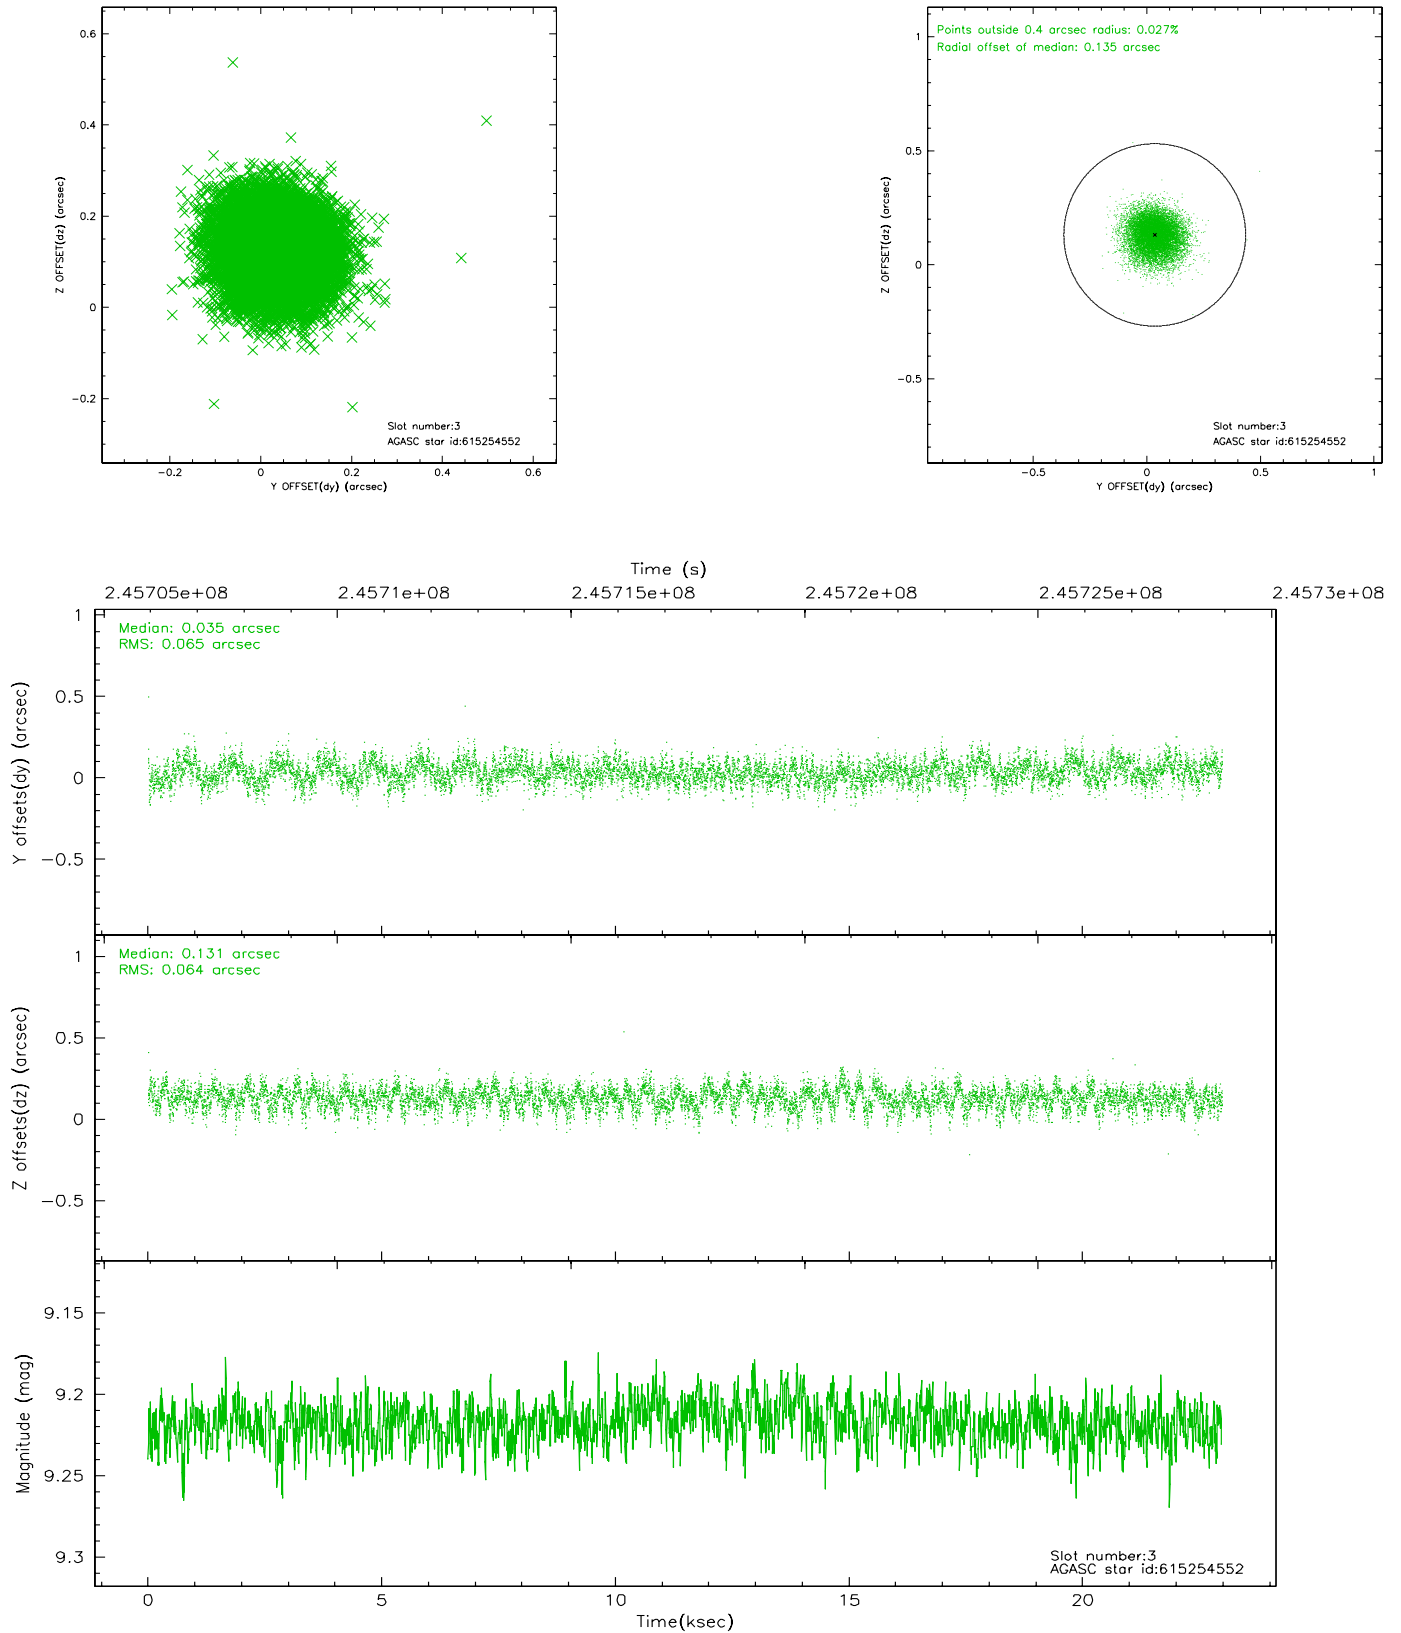 0.6
0.4
0.2
0
−0.2
Z OFFSET(dz) (arcsec)
−0.2 0 0.2 0.4 0.6
Y OFFSET(dy) (arcsec)
Slot number:3
AGASC star id:615254552
Points outside 0.4 arcsec radius: 0.027%
Radial offset of median: 0.135 arcsec
1
0.5
0
−0.5
Z OFFSET(dz) (arcsec)
−0.5 0 0.5 1
Y OFFSET(dy) (arcsec)
Slot number:3
AGASC star id:615254552
Time (s)
2.45705e+08 2.4571e+08 2.45715e+08 2.4572e+08 2.45725e+08 2.4573e+08
Median: 0.035 arcsec
RMS: 0.065 arcsec
1
0.5
0
−0.5
Y offsets(dy) (arcsec)
Median: 0.131 arcsec
RMS: 0.064 arcsec
1
0.5
0
−0.5
Z offsets(dz) (arcsec)
9.15
9.2
9.25
9.3
Magnitude (mag)
Slot number:3
AGASC star id:615254552
0 5 10 15 20
Time(ksec)